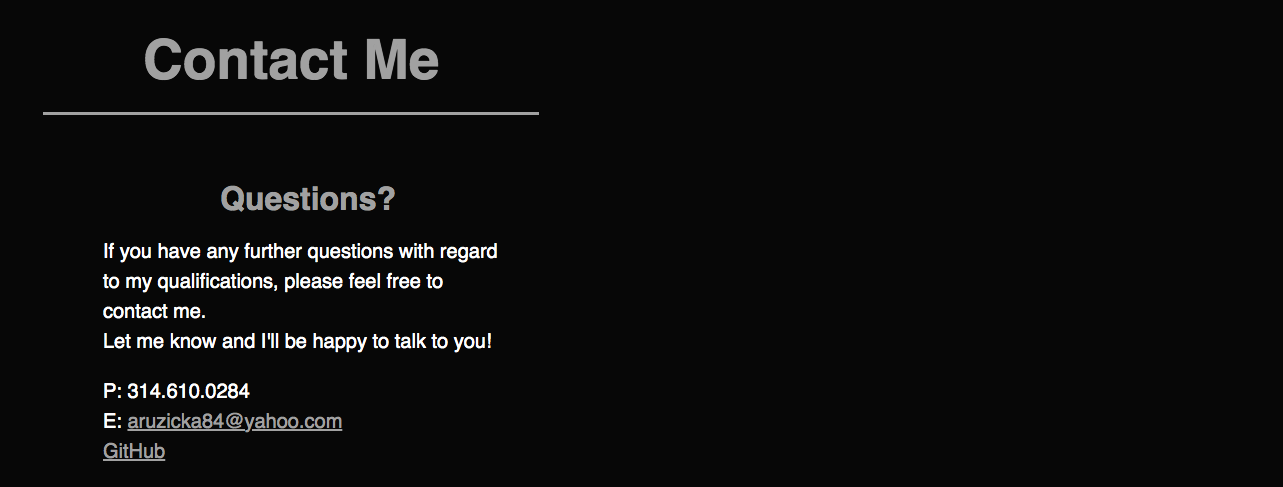 Contact Me
Questions?
If you have any further questions with regard
to my qualifications, please feel free to
contact me.
Let me know and I'll be happy to talk to you!
P: 314.610.0284
E: aruzicka84@yahoo.com
GitHub